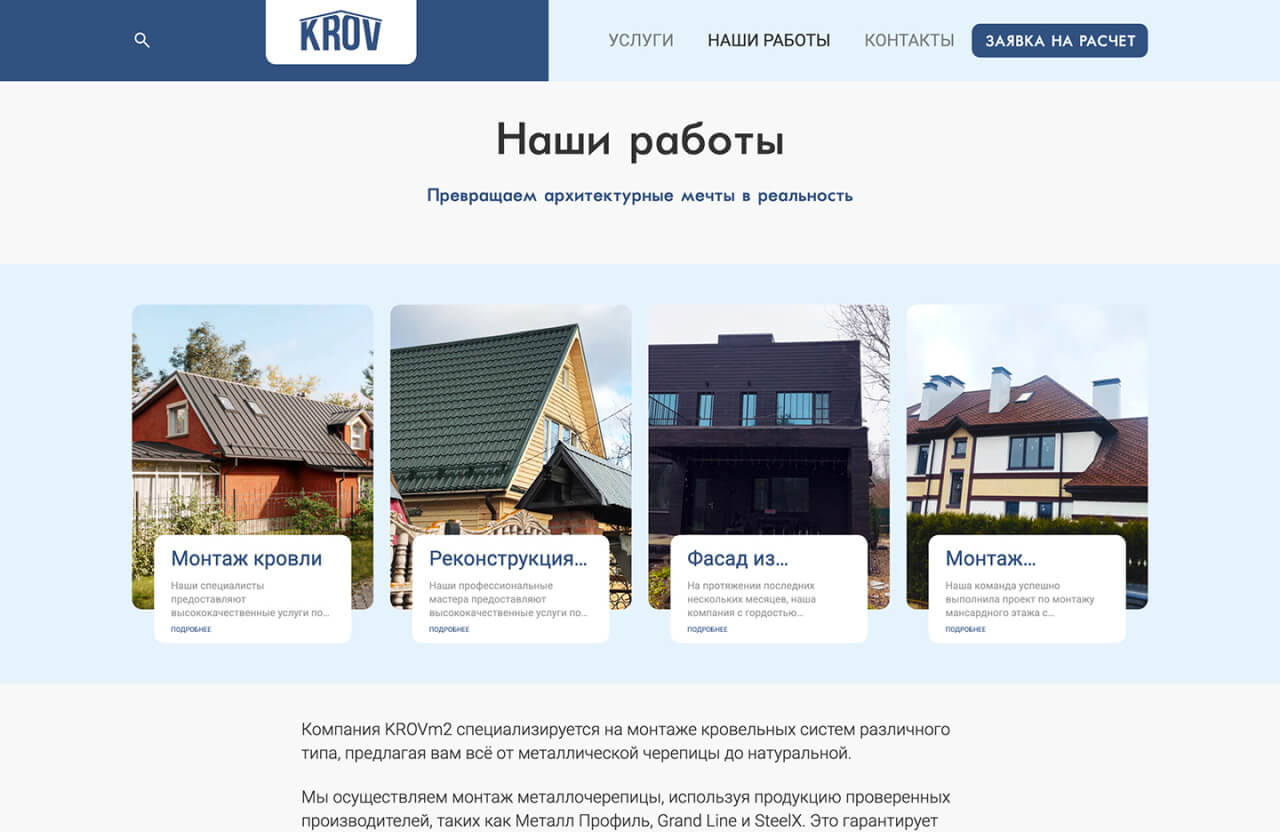 KROV
УСЛУГИ
НАШИ РАБОТЫ
КОНТАКТЫ
ЗАЯВКА НА РАСЧЕТ
Наши работы
Превращаем архитектурные мечты в реальность
Монтаж кровли
Наши специалисты
предоставляют
высококачественные услуги по...
ПОДРОБНЕЕ
Реконструкция...
Наши профессиональные
мастера предоставляют
высококачественные услуги по...
ПОДРОБНЕЕ
Фасад из...
На протяжении последних
нескольких месяцев, наша
компания с гордостью...
ПОДРОБНЕЕ
Монтаж...
Наша команда успешно
выполнила проект по монтажу
мансардного этажа с...
ПОДРОБНЕЕ
Компания KROVm2 специализируется на монтаже кровельных систем различного
типа, предлагая вам всё от металлической черепицы до натуральной.
Мы осуществляем монтаж металлочерепицы, используя продукцию проверенных
производителей, таких как Металл Профиль, Grand Line и SteelX. Это гарантирует